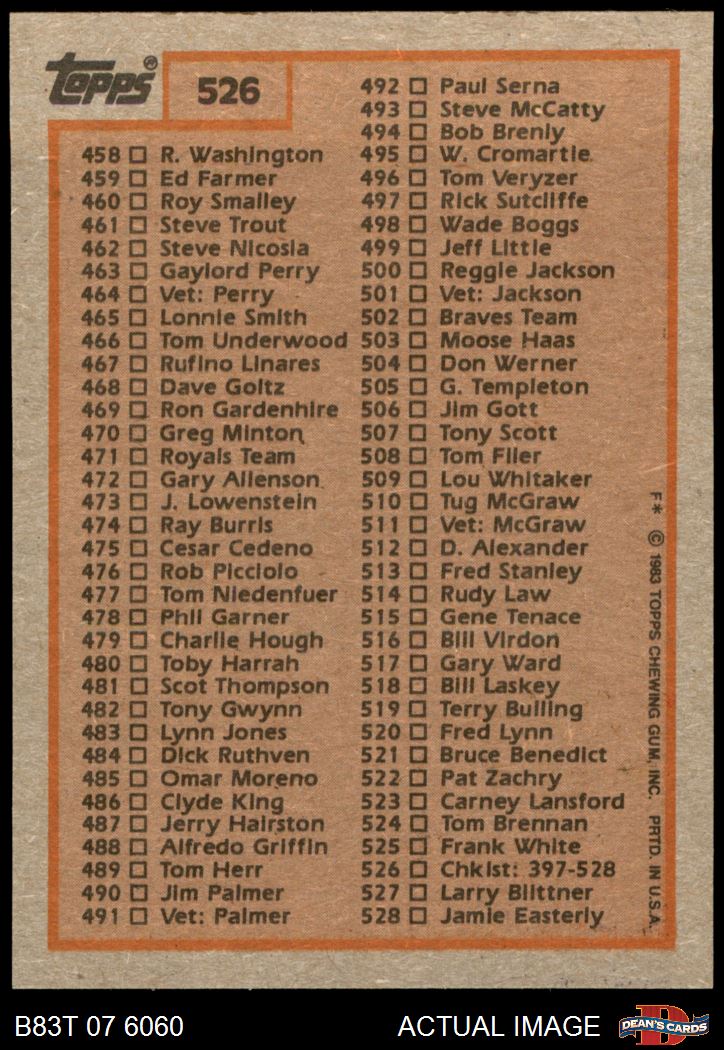 Topps®
526
458 R. Washington
459 Ed Farmer
460 Roy Smalley
461 Steve Trout
462 Steve Nicosia
463 Gaylord Perry
464 Vet: Perry
465 Lonnie Smith
466 Tom Underwood
467 Rufino Linares
468 Dave Goltz
469 Ron Gardenhire
470 Greg Minton
471 Royals Team
472 Gary Allenson
473 J. Lowenstein
474 Ray Burris
475 Cesar Cedeno
476 Rob Picciolo
477 Tom Niedenfuer
478 Phil Garner
479 Charlie Hough
480 Toby Harrah
481 Scot Thompson
482 Tony Gwynn
483 Lynn Jones
484 Dick Ruthven
485 Omar Moreno
486 Clyde King
487 Jerry Hairston
488 Alfredo Griffin
489 Tom Herr
490 Jim Palmer
491 Vet: Palmer
492 Paul Serna
493 Steve McCatty
494 Bob Brenly
495 W. Cromartie
496 Tom Veryzer
497 Rick Sutcliffe
498 Wade Boggs
499 Jeff Little
500 Reggie Jackson
501 Vet: Jackson
502 Braves Team
503 Moose Haas
504 Don Werner
505 G. Templeton
506 Jim Gott
507 Tony Scott
508 Tom Filer
509 Lou Whitaker
510 Tug McGraw
511 Vet: McGraw
512 D. Alexander
513 Fred Stanley
514 Rudy Law
515 Gene Tenace
516 Bill Virdon
517 Gary Ward
518 Bill Laskey
519 Terry Bulling
520 Fred Lynn
521 Bruce Benedict
522 Pat Zachry
523 Carney Lansford
524 Tom Brennan
525 Frank White
526 Chklst: 397-528
527 Larry Biittner
528 Jamie Easterly
F* © 1983 TOPPS CHEWING GUM, INC. PRTD. IN U.S.A.
B83T 07 6060
ACTUAL IMAGE
D
DEAN'S CARDS